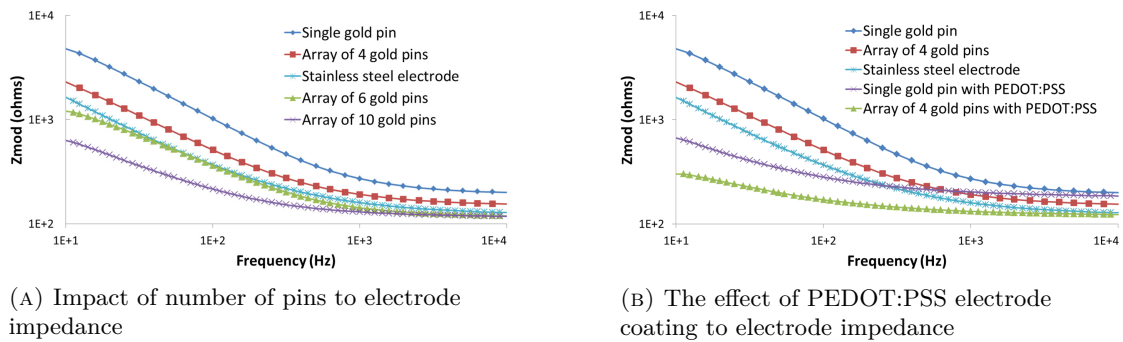 1E+4
1E+3
1E+2
Zmod (ohms)
Single gold pin
Array of 4 gold pins
Stainless steel electrode
Array of 6 gold pins
Array of 10 gold pins
1E+1 1E+2 1E+3 1E+4
Frequency (Hz)
(A) Impact of number of pins to electrode
impedance
1E+4
1E+3
1E+2
Zmod (ohms)
Single gold pin
Array of 4 gold pins
Stainless steel electrode
Single gold pin with PEDOT:PSS
Array of 4 gold pins with PEDOT:PSS
1E+1 1E+2 1E+3 1E+4
Frequency (Hz)
(B) The effect of PEDOT:PSS electrode
coating to electrode impedance